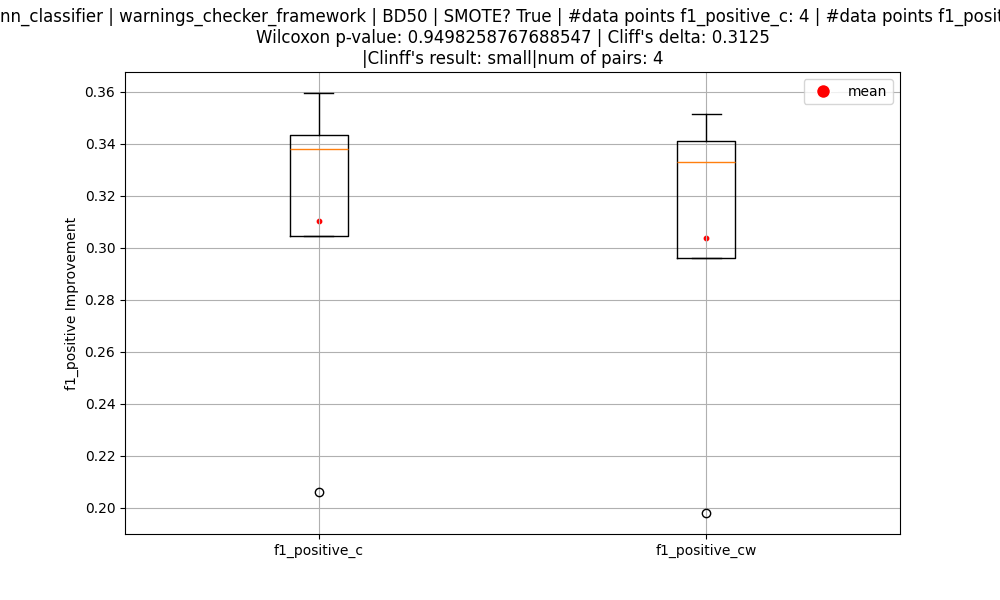 nn_classifier | warnings_checker_framework | BD50 | SMOTE? True | #data points f1_positive_c: 4 | #data points f1_posit
Wilcoxon p-value: 0.9498258767688547 | Cliff's delta: 0.3125
|Clinff's result: small|num of pairs: 4
mean
0.36
0.34
0.32
0.30
0.28
0.26
0.24
0.22
0.20
f1_positive Improvement
f1_positive_c
f1_positive_cw